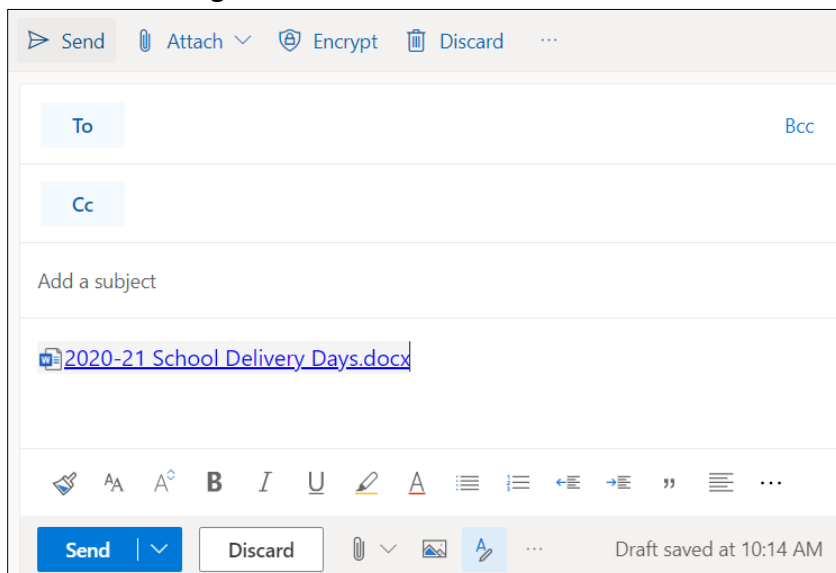 Send Attach Encrypt Discard ...
To Bcc
Cc
Add a subject
2020-21 School Delivery Days.docx
B I U A
Send Discard ... Draft saved at 10:14 AM